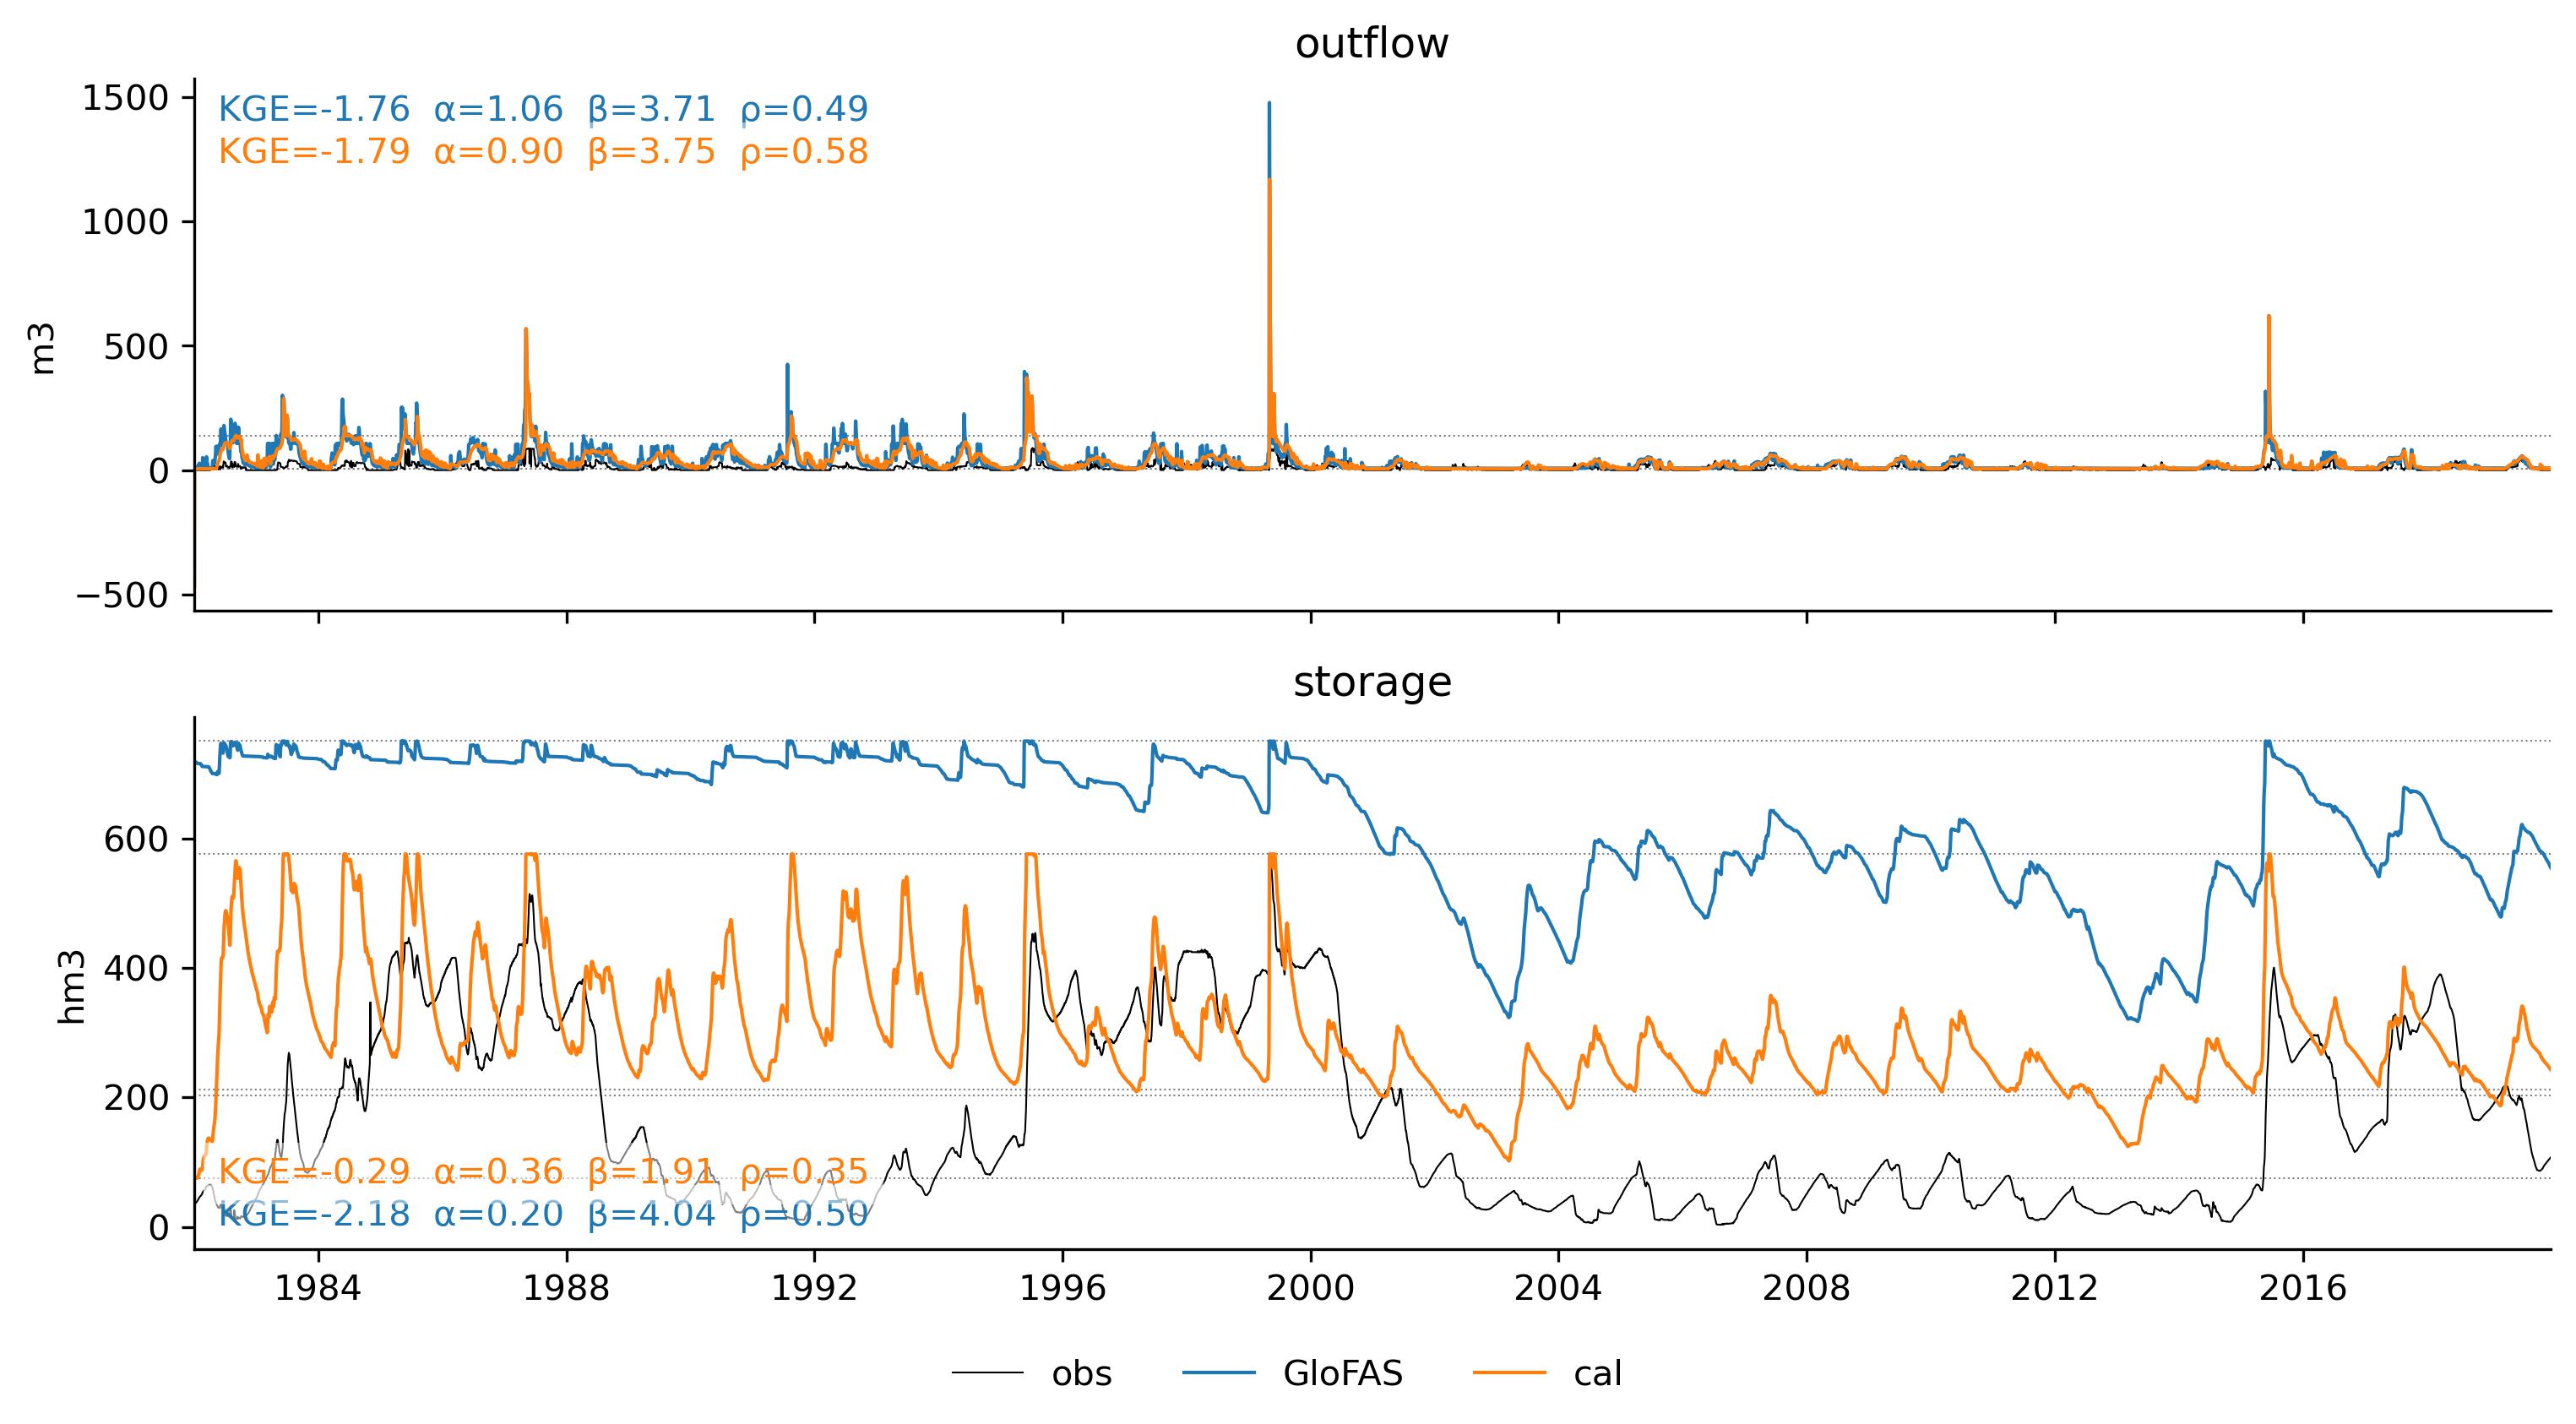 outflow
1500
1000
500
0
−500
m3
KGE=-1.76 α=1.06 β=3.71 ρ=0.49
KGE=-1.79 α=0.90 β=3.75 ρ=0.58
storage
600
400
200
0
hm3
KGE=-0.29 α=0.36 β=1.91 ρ=0.35
KGE=-2.18 α=0.20 β=4.04 ρ=0.50
1984 1988 1992 1996 2000 2004 2008 2012 2016
obs GloFAS cal